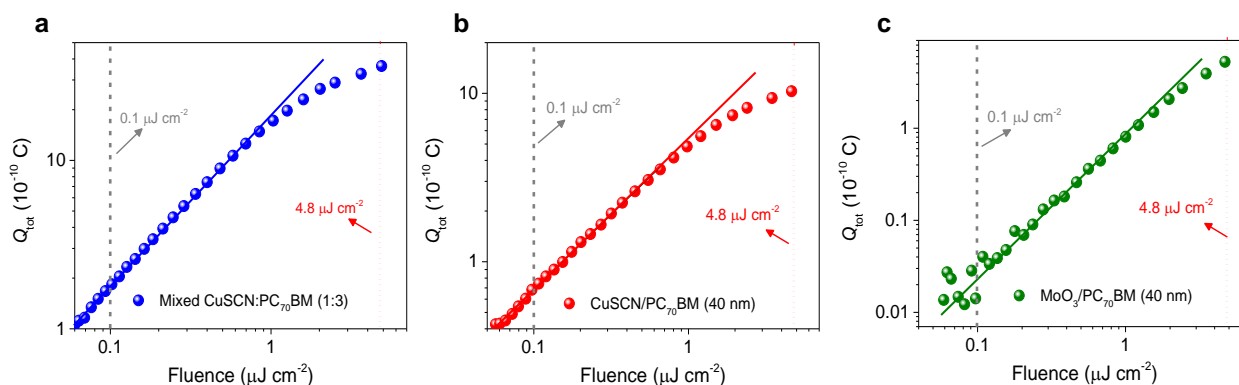 a
Q_tot (10^-10 C)
10
1
0.1 μJ cm^-2
4.8 μJ cm^-2
Mixed CuSCN:PC_70BM (1:3)
0.1
1
Fluence (μJ cm^-2)
b
Q_tot (10^-10 C)
10
1
0.1 μJ cm^-2
4.8 μJ cm^-2
CuSCN/PC_70BM (40 nm)
0.1
1
Fluence (μJ cm^-2)
c
Q_tot (10^-10 C)
1
0.1
0.01
0.1 μJ cm^-2
4.8 μJ cm^-2
MoO_3/PC_70BM (40 nm)
0.1
1
Fluence (μJ cm^-2)